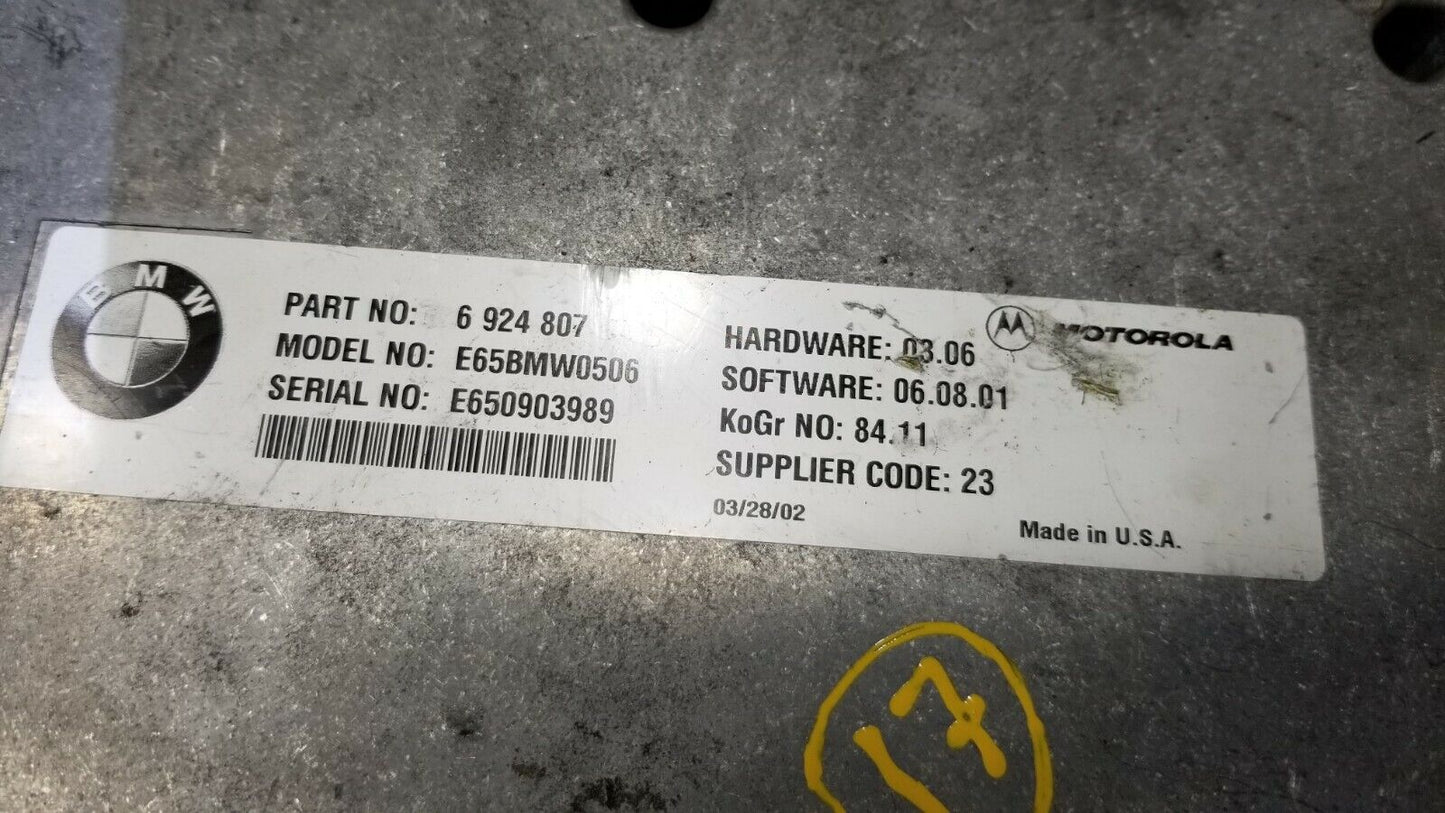 BMW
PART NO: 6 924 807
MODEL NO: E65BMW0506
SERIAL NO: E650903989
HARDWARE: 03.06
SOFTWARE: 06.08.01
KoGr NO: 84.11
SUPPLIER CODE: 23
03/28/02
MOTOROLA
Made in U.S.A.
17